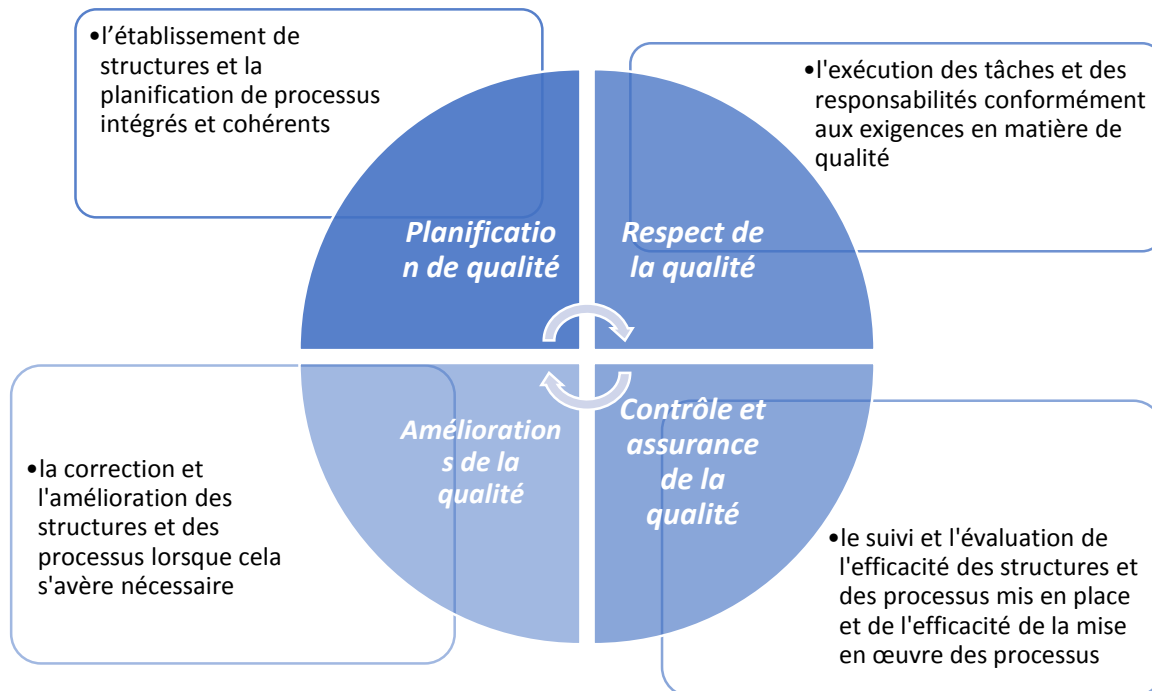 •l'établissement de
structures et la
planification de processus
intégrés et cohérents
•l'exécution des tâches et des
responsabilités conformément
aux exigences en matière de
qualité
Planificatio
n de qualité
Respect de
la qualité
Amélioration
s de la
qualité
Contrôle et
assurance
de la
qualité
•la correction et
l'amélioration des
structures et des
processus lorsque cela
s'avère nécessaire
•le suivi et l'évaluation de
l'efficacité des structures et
des processus mis en place
et de l'efficacité de la mise
en œuvre des processus